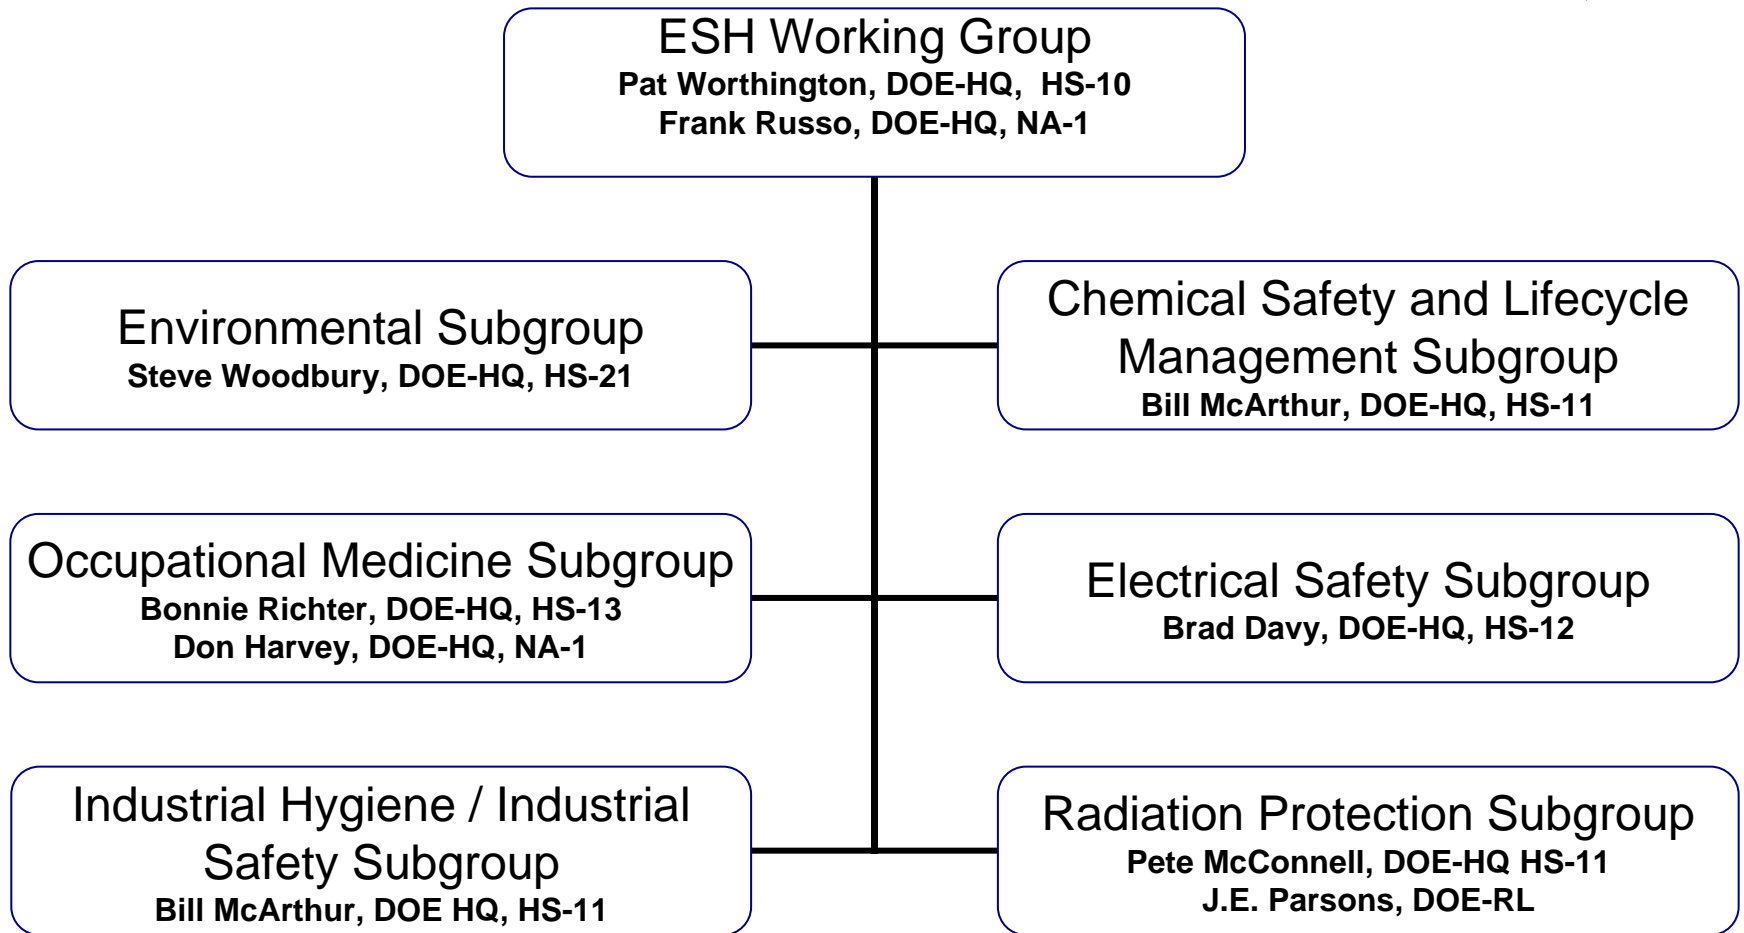 ESH Working Group
Pat Worthington, DOE-HQ, HS-10
Frank Russo, DOE-HQ, NA-1
Environmental Subgroup
Steve Woodbury, DOE-HQ, HS-21
Chemical Safety and Lifecycle
Management Subgroup
Bill McArthur, DOE-HQ, HS-11
Occupational Medicine Subgroup
Bonnie Richter, DOE-HQ, HS-13
Don Harvey, DOE-HQ, NA-1
Electrical Safety Subgroup
Brad Davy, DOE-HQ, HS-12
Industrial Hygiene / Industrial
Safety Subgroup
Bill McArthur, DOE HQ, HS-11
Radiation Protection Subgroup
Pete McConnell, DOE-HQ HS-11
J.E. Parsons, DOE-RL